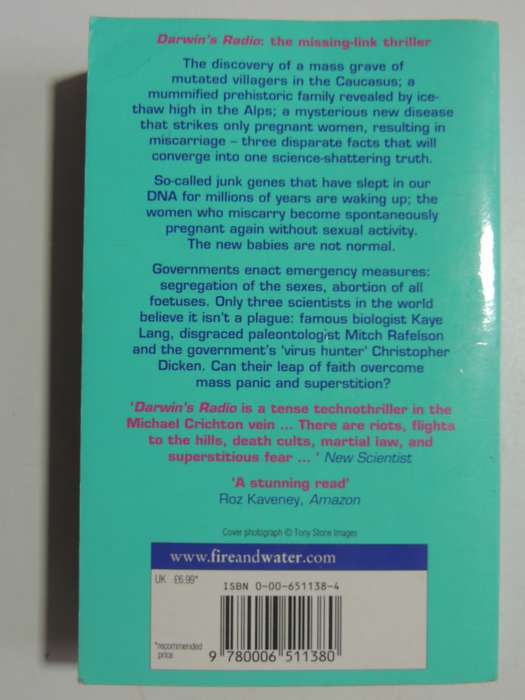 Darwin's Radio: the missing-link thriller
The discovery of a mass grave of
mutated villagers in the Caucasus; a
mummified prehistoric family revealed by ice-
thaw high in the Alps; a mysterious new disease
that strikes only pregnant women, resulting in
miscarriage – three disparate facts that will
converge into one science-shattering truth.
So-called junk genes that have slept in our
DNA for millions of years are waking up; the
women who miscarry become spontaneously
pregnant again without sexual activity.
The new babies are not normal.
Governments enact emergency measures:
segregation of the sexes, abortion of all
foetuses. Only three scientists in the world
believe it isn't a plague: famous biologist Kaye
Lang, disgraced paleontologist Mitch Rafelson
and the government's 'virus hunter' Christopher
Dicken. Can their leap of faith overcome
mass panic and superstition?
'Darwin's Radio is a tense technothriller in the
Michael Crichton vein ... There are riots, flights
to the hills, death cults, martial law, and
superstitious fear ... ' New Scientist
'A stunning read'
Roz Kaveney, Amazon
Cover photograph © Tony Stone Images
www.fireandwater.com
UK £6.99*
ISBN 0-00-651138-4
*recommended
price
9 780006 511380